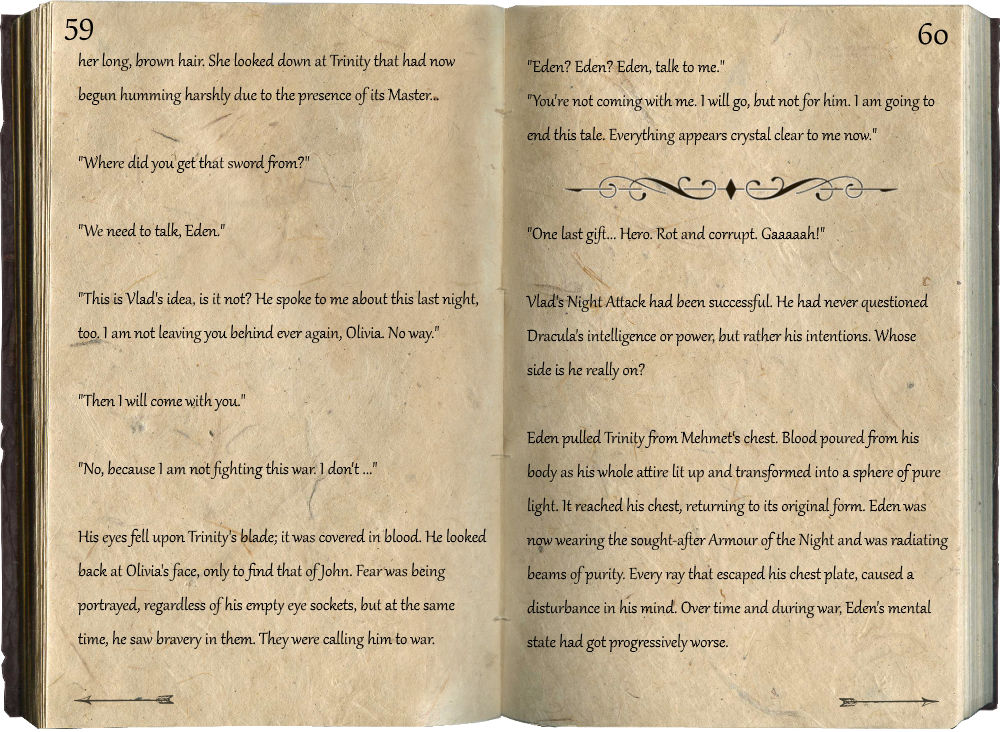 59
her long, brown hair. She looked down at Trinity that had now
begun humming harshly due to the presence of its Master...
"Where did you get that sword from?"
"We need to talk, Eden."
"This is Vlad's idea, is it not? He spoke to me about this last night,
too. I am not leaving you behind ever again, Olivia. No way."
"Then I will come with you."
"No, because I am not fighting this war. I don't ..."
His eyes fell upon Trinity's blade; it was covered in blood. He looked
back at Olivia's face, only to find that of John. Fear was being
portrayed, regardless of his empty eye sockets, but at the same
time, he saw bravery in them. They were calling him to war.
60
"Eden? Eden? Eden, talk to me."
"You're not coming with me. I will go, but not for him. I am going to
end this tale. Everything appears crystal clear to me now."
"One last gift... Hero. Rot and corrupt. Gaaaaah!"
Vlad's Night Attack had been successful. He had never questioned
Dracula's intelligence or power, but rather his intentions. Whose
side is he really on?
Eden pulled Trinity from Mehmet's chest. Blood poured from his
body as his whole attire lit up and transformed into a sphere of pure
light. It reached his chest, returning to its original form. Eden was
now wearing the sought-after Armour of the Night and was radiating
beams of purity. Every ray that escaped his chest plate, caused a
disturbance in his mind. Over time and during war, Eden's mental
state had got progressively worse.